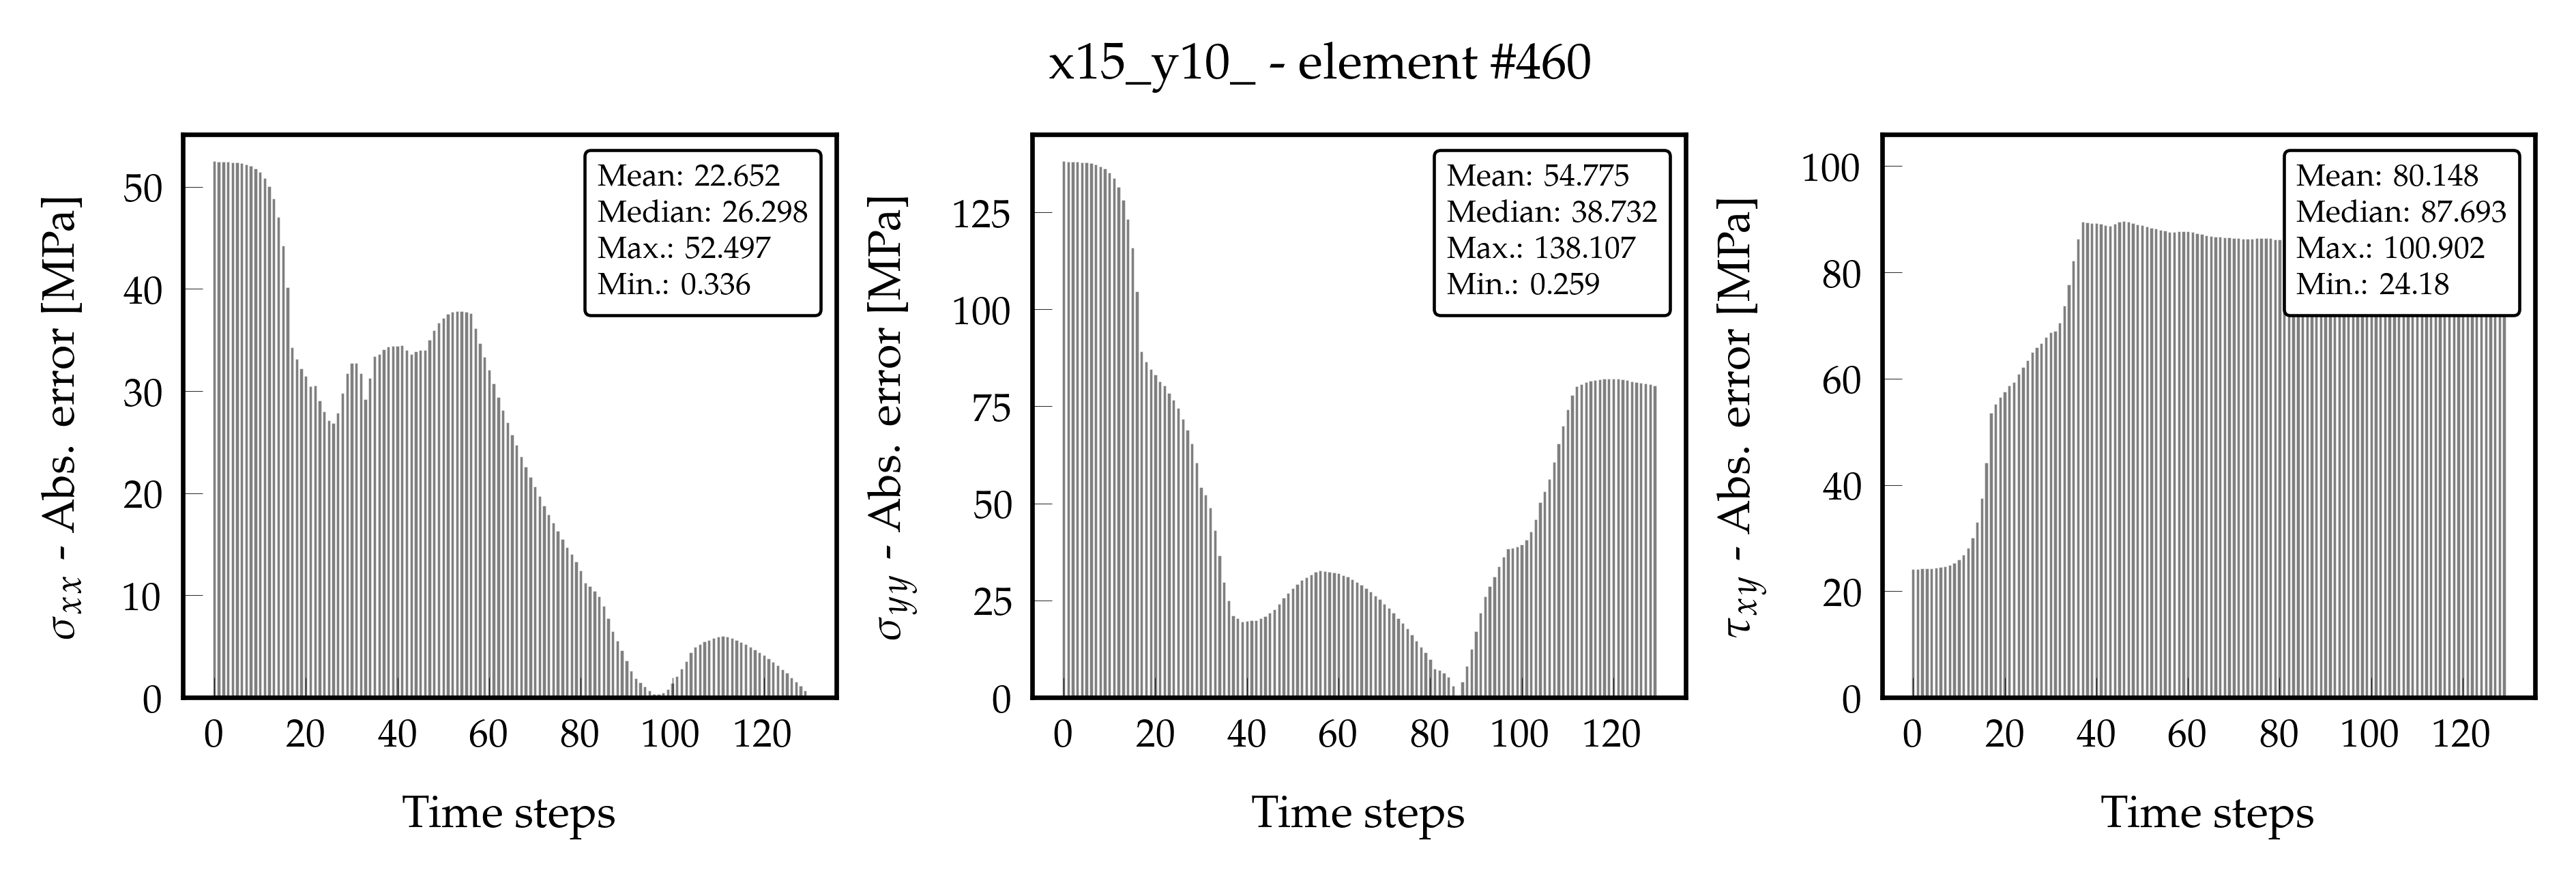 x15_y10_ - element #460
σxx - Abs. error [MPa]
50
40
30
20
10
0
0 20 40 60 80 100 120
Time steps
Mean: 22.652
Median: 26.298
Max.: 52.497
Min.: 0.336
σyy - Abs. error [MPa]
125
100
75
50
25
0
0 20 40 60 80 100 120
Time steps
Mean: 54.775
Median: 38.732
Max.: 138.107
Min.: 0.259
τxy - Abs. error [MPa]
100
80
60
40
20
0
0 20 40 60 80 100 120
Time steps
Mean: 80.148
Median: 87.693
Max.: 100.902
Min.: 24.18